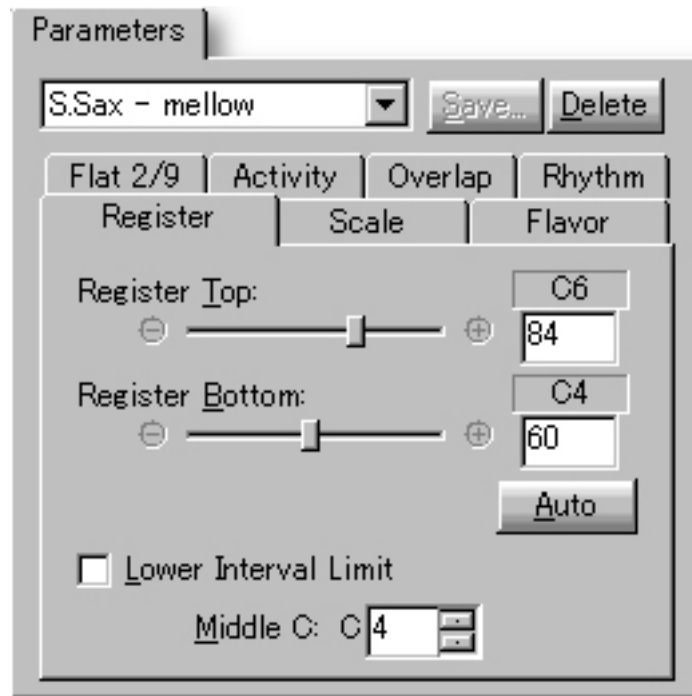 Parameters
S.Sax - mellow Save... Delete
Flat 2/9 Activity Overlap Rhythm
Register Scale Flavor
Register Top: C6
84
Register Bottom: C4
60
Auto
Lower Interval Limit
Middle C: C 4